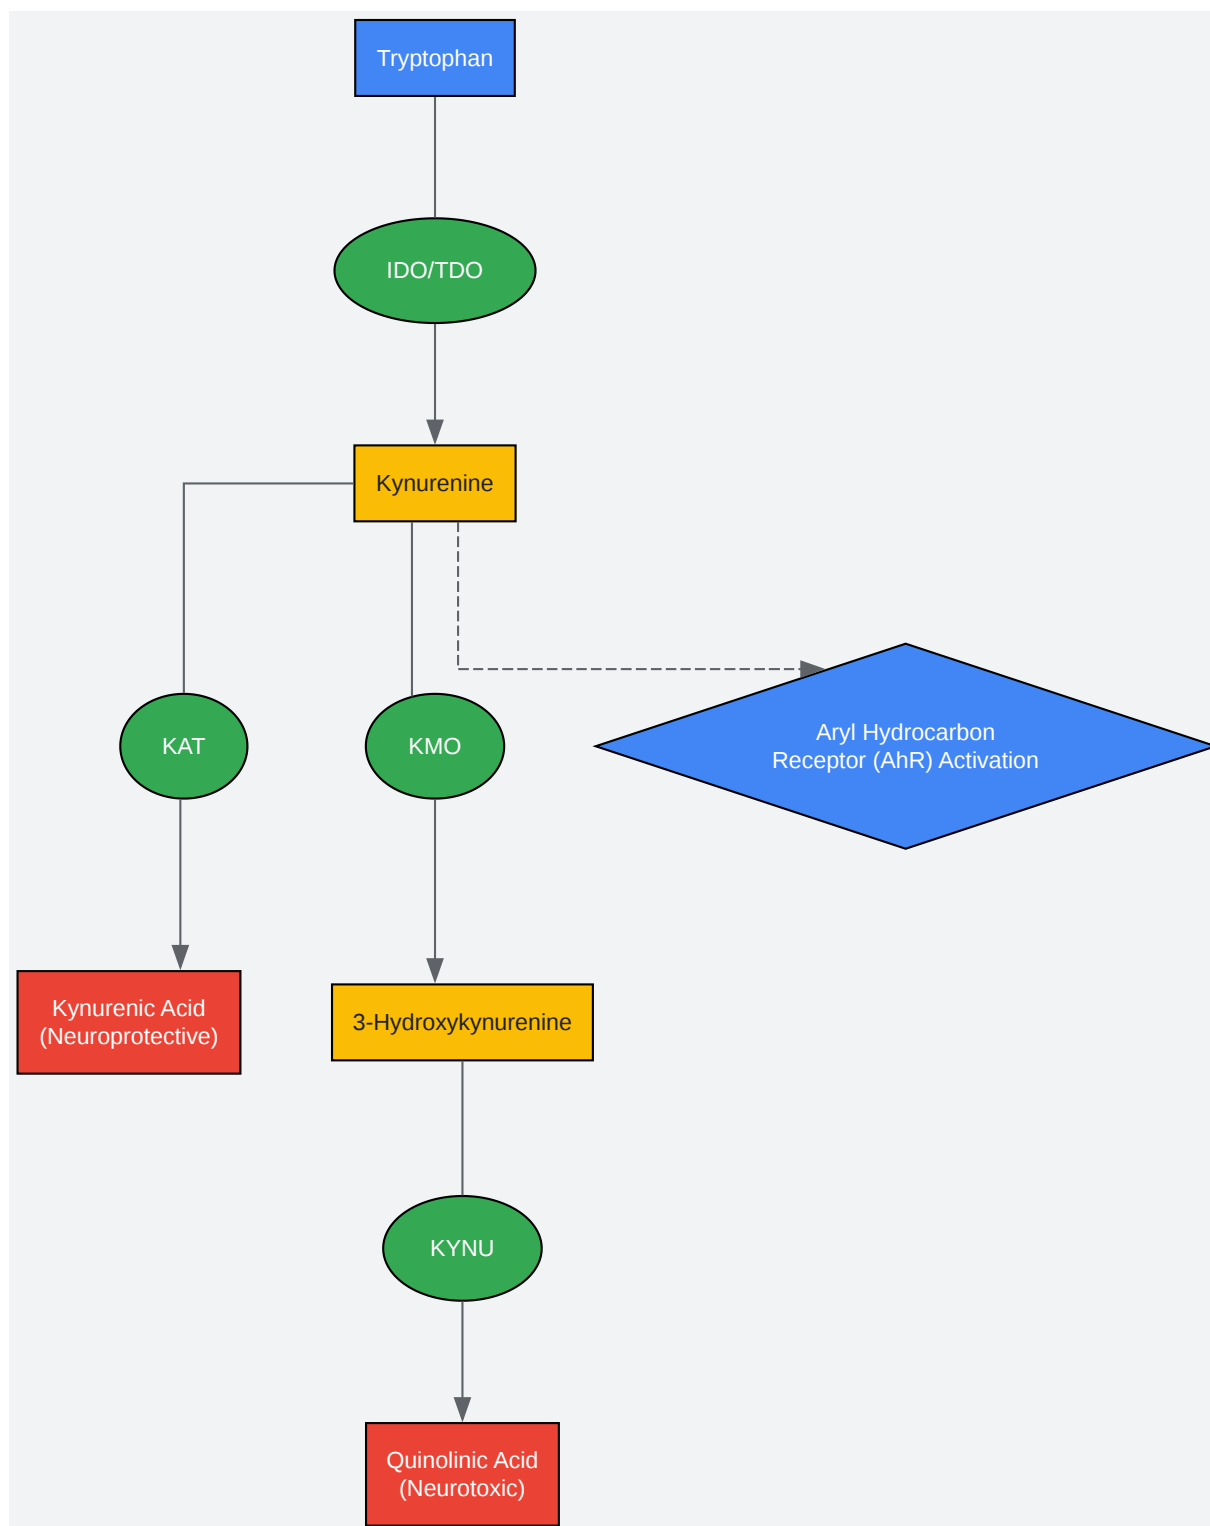 Tryptophan
IDO/TDO
Kynurenine
KAT
KMO
Aryl Hydrocarbon
Receptor (AhR) Activation
Kynurenic Acid
(Neuroprotective)
3-Hydroxykynurenine
KYNU
Quinolinic Acid
(Neurotoxic)